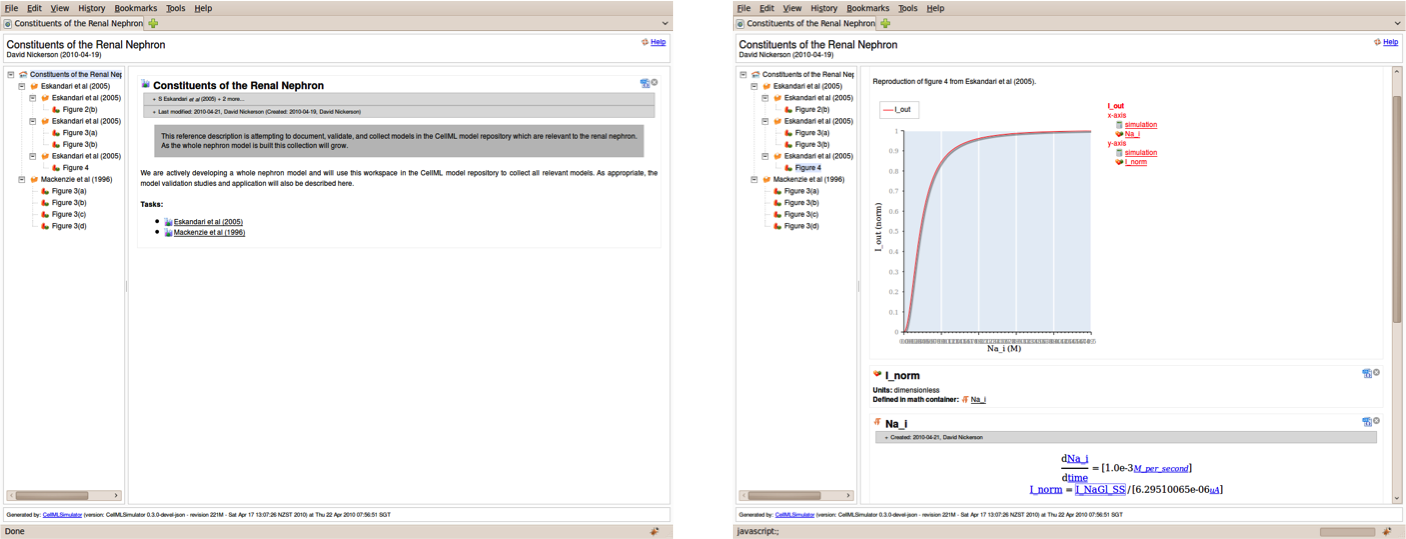 File Edit View History Bookmarks Tools Help
Constituents of the Renal Nephron
Constituents of the Renal Nephron
David Nickerson (2010-04-19)
Help
Constituents of the Renal Nep
Eskandari et al (2005)
Eskandari et al (2005)
Figure 2(b)
Eskandari et al (2005)
Figure 3(a)
Figure 3(b)
Eskandari et al (2005)
Figure 4
Mackenzie et al (1996)
Figure 3(a)
Figure 3(b)
Figure 3(c)
Figure 3(d)
Constituents of the Renal Nephron
+ S Eskandari et al (2005) + 2 more...
+ Last modified: 2010-04-21, David Nickerson (Created: 2010-04-19, David Nickerson)
This reference description is attempting to document, validate, and collect models in the CellML model repository which are relevant to the renal nephron.
As the whole nephron model is built this collection will grow.
We are actively developing a whole nephron model and will use this workspace in the CellML model repository to collect all relevant models. As appropriate, the
model validation studies and application will also be described here.
Tasks:
• Eskandari et al (2005)
• Mackenzie et al (1996)
Generated by: CellMLSimulator (version: CellMLSimulator 0.3.0-devel-json - revision 221M - Sat Apr 17 13:07:26 NZST 2010) at Thu 22 Apr 2010 07:56:51 SGT
Done
File Edit View History Bookmarks Tools Help
Constituents of the Renal Nephron
Constituents of the Renal Nephron
David Nickerson (2010-04-19)
Help
Constituents of the Renal Nep
Eskandari et al (2005)
Eskandari et al (2005)
Figure 2(b)
Eskandari et al (2005)
Figure 3(a)
Figure 3(b)
Eskandari et al (2005)
Figure 4
Mackenzie et al (1996)
Figure 3(a)
Figure 3(b)
Figure 3(c)
Figure 3(d)
Reproduction of figure 4 from Eskandari et al (2005).
I_out
1
0.9
0.8
0.7
0.6
0.5
0.4
0.3
0.2
0.1
0
I_out (norm)
Na_i (M)
I_out
x-axis
simulation
Na_i
y-axis
simulation
I_norm
I_norm
Units: dimensionless
Defined in math container: Na_i
Na_i
+ Created: 2010-04-21, David Nickerson
dNa_i
= [1.0e-3M_per_second]
dtime
I_norm = I_NaGl_SS / [6.29510065e-06uA]
Generated by: CellMLSimulator (version: CellMLSimulator 0.3.0-devel-json - revision 221M - Sat Apr 17 13:07:26 NZST 2010) at Thu 22 Apr 2010 07:56:51 SGT
javascript:;